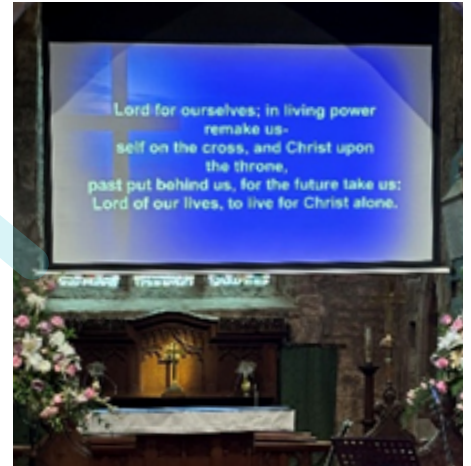 Lord for ourselves; in living power
remake us-
self on the cross, and Christ upon
the throne,
past put behind us, for the future take us:
Lord of our lives, to live for Christ alone.